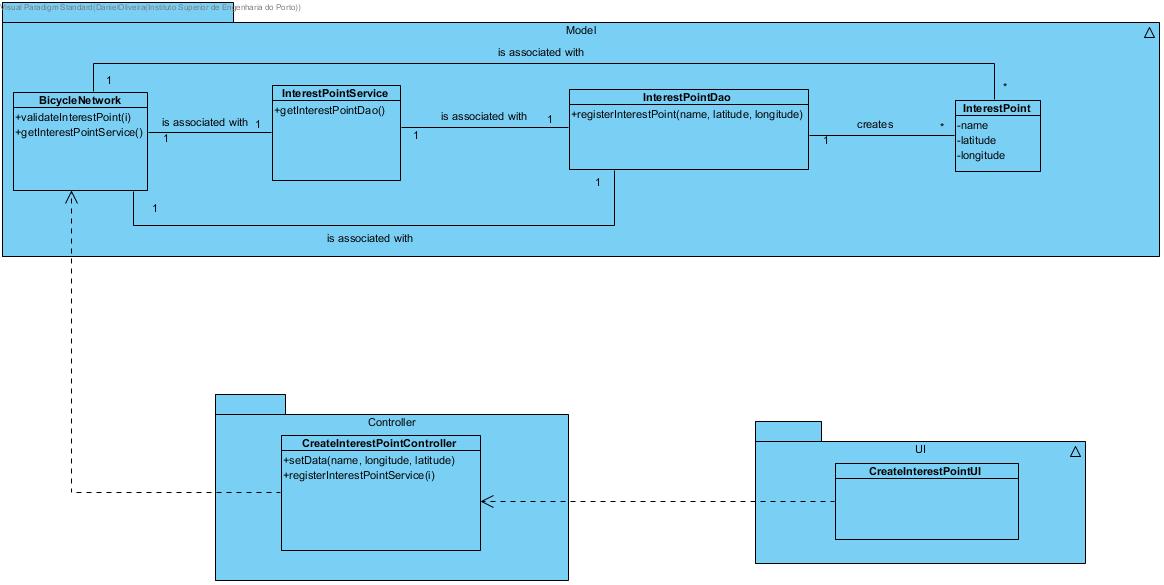 Visual Paradigm Standard(DanielOliveira(Instituto Superior de Engenharia do Porto))
Model
is associated with
1
*
BicycleNetwork
+validateInterestPoint(i)
+getInterestPointService()
is associated with
1
1
InterestPointService
+getInterestPointDao()
is associated with
1
1
InterestPointDao
+registerInterestPoint(name, latitude, longitude)
creates
1
*
InterestPoint
-name
-latitude
-longitude
1
1
is associated with
Controller
CreateInterestPointController
+setData(name, longitude, latitude)
+registerInterestPointService(i)
UI
CreateInterestPointUI